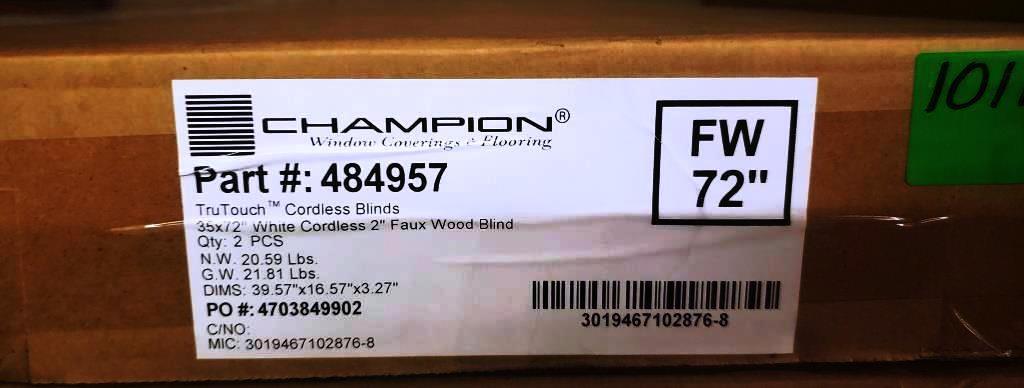 CHAMPION®
Window Coverings & Flooring
Part #: 484957
TruTouch™ Cordless Blinds
35x72" White Cordless 2" Faux Wood Blind
Qty: 2 PCS
N.W. 20.59 Lbs.
G.W. 21.81 Lbs.
DIMS: 39.57"x16.57"x3.27"
PO #: 4703849902
C/NO:
MIC: 3019467102876-8
FW
72"
3019467102876-8